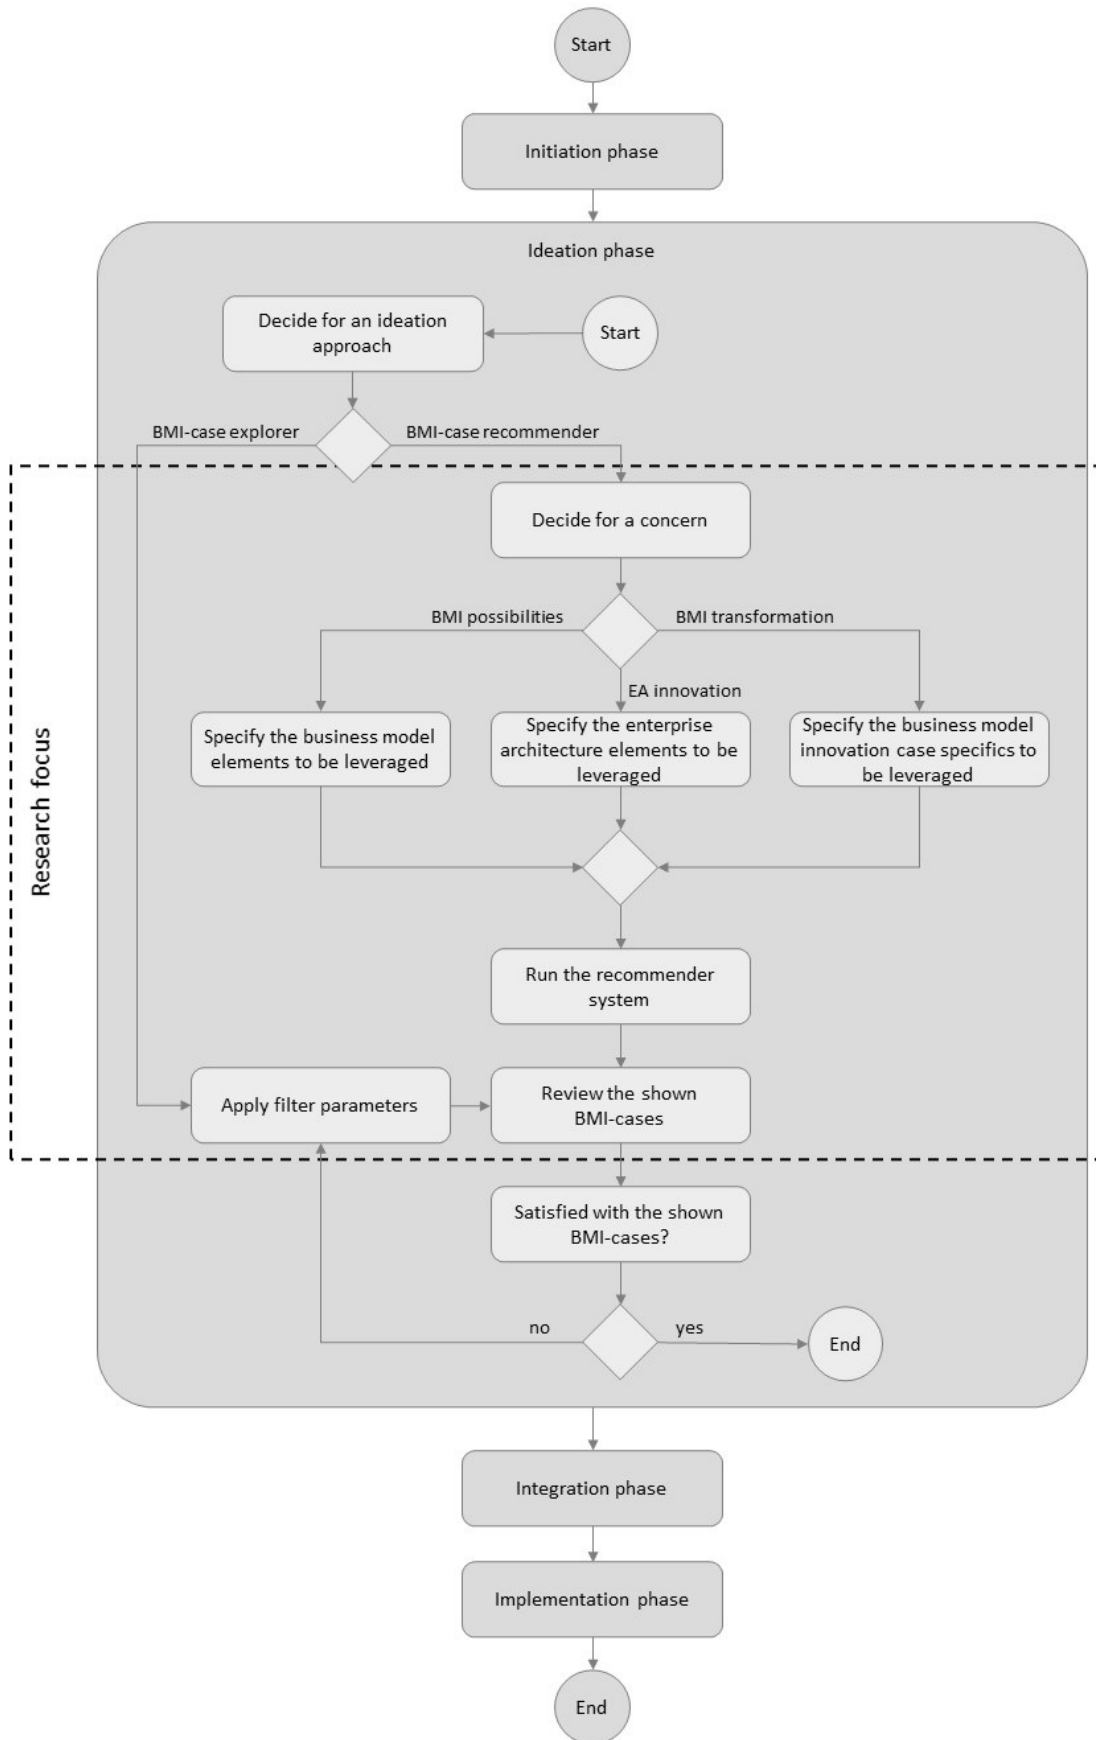 Start
Initiation phase
Ideation phase
Decide for an ideation
approach
Start
BMI-case explorer
BMI-case recommender
Decide for a concern
BMI possibilities
BMI transformation
EA innovation
Research focus
Specify the business model
elements to be leveraged
Specify the enterprise
architecture elements to be
leveraged
Specify the business model
innovation case specifics to
be leveraged
Run the recommender
system
Apply filter parameters
Review the shown
BMI-cases
Satisfied with the shown
BMI-cases?
no
yes
End
Integration phase
Implementation phase
End